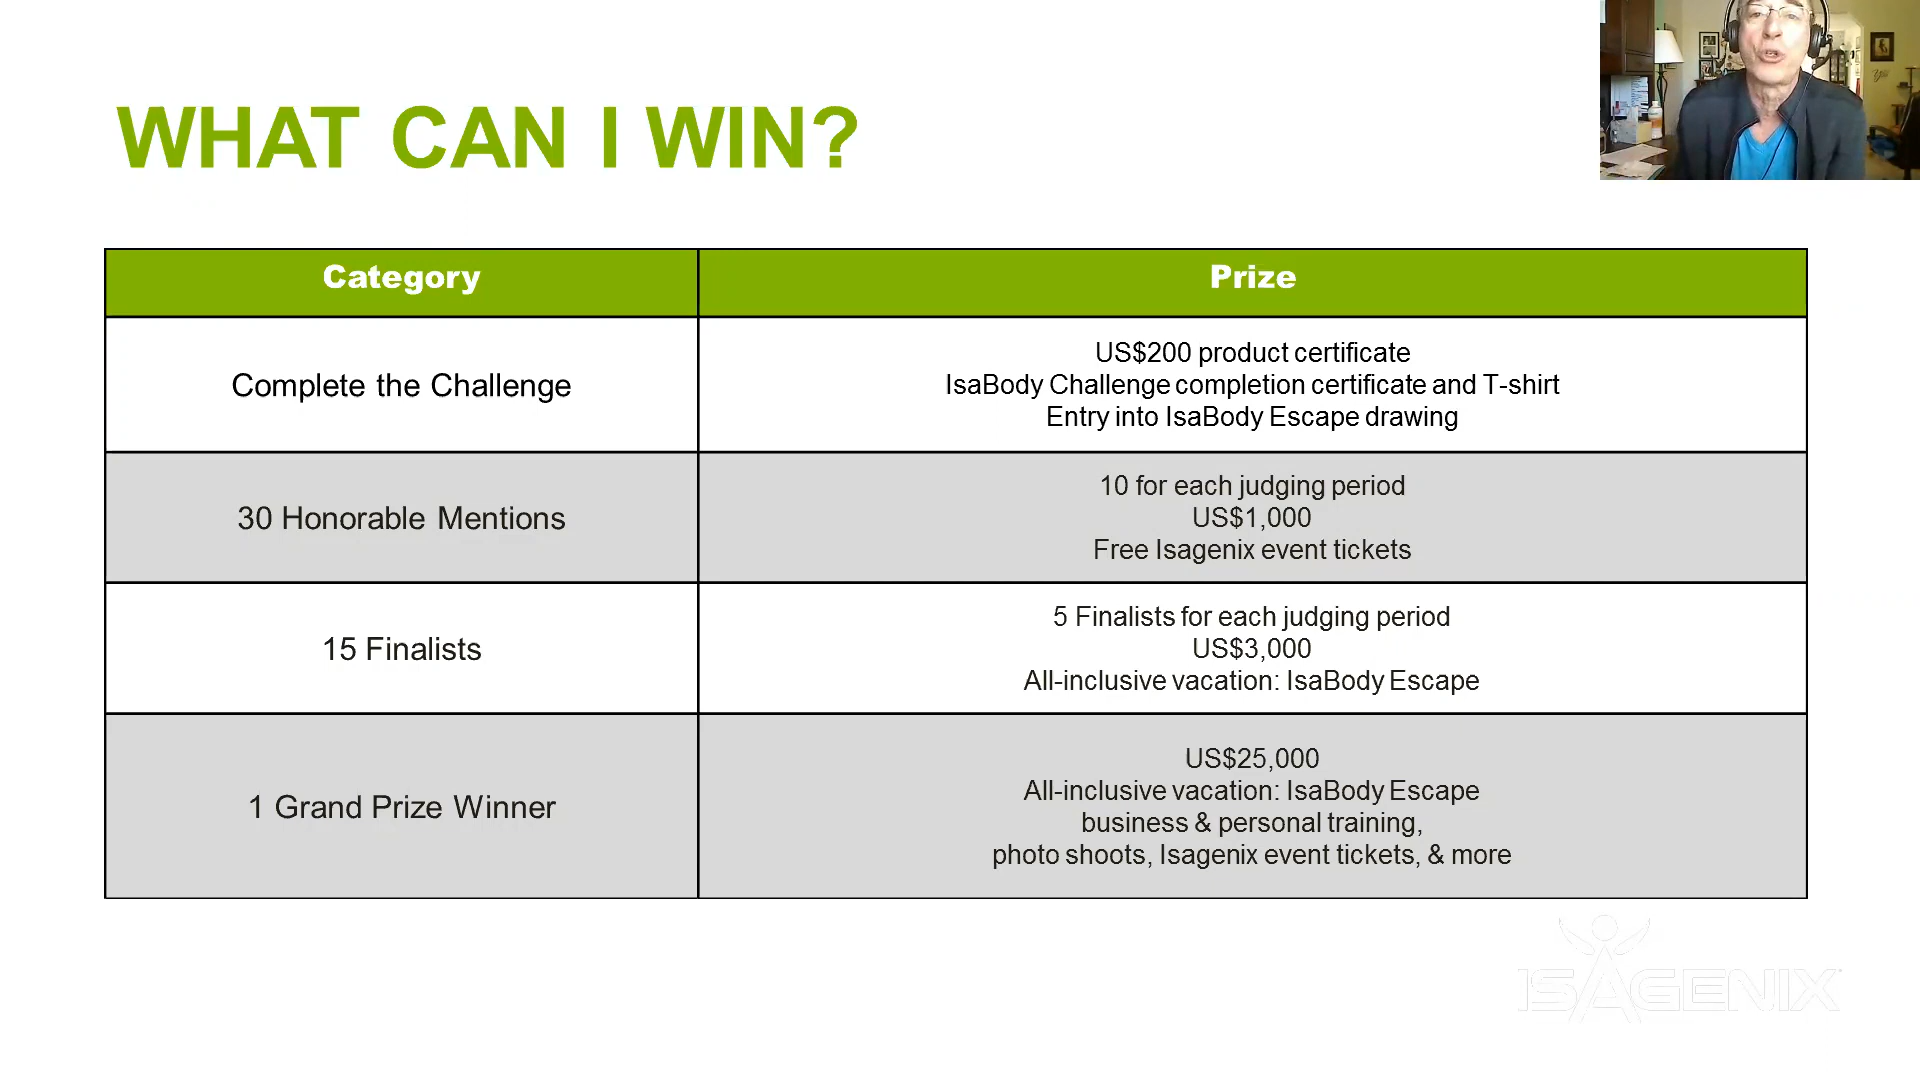 WHAT CAN I WIN?
Category
Prize
Complete the Challenge
US$200 product certificate
IsaBody Challenge completion certificate and T-shirt
Entry into IsaBody Escape drawing
30 Honorable Mentions
10 for each judging period
US$1,000
Free Isagenix event tickets
15 Finalists
5 Finalists for each judging period
US$3,000
All-inclusive vacation: IsaBody Escape
1 Grand Prize Winner
US$25,000
All-inclusive vacation: IsaBody Escape
business & personal training,
photo shoots, Isagenix event tickets, & more
ISAGENIX